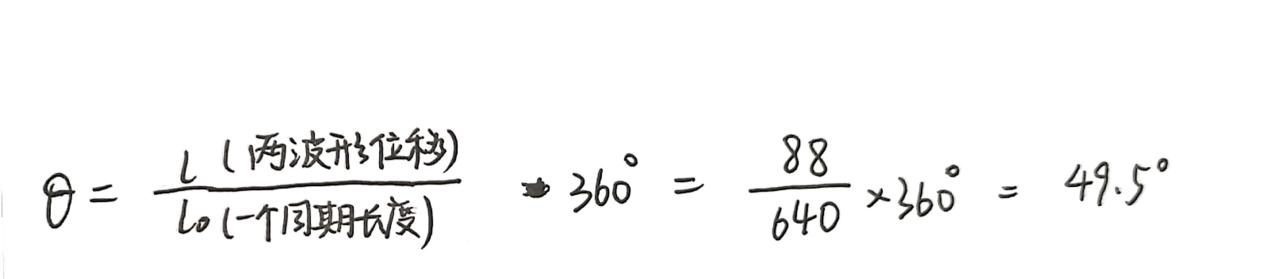 θ = L(两波形位移) / L₀(一个周期长度) • 360° = 88/640 × 360° = 49.5°